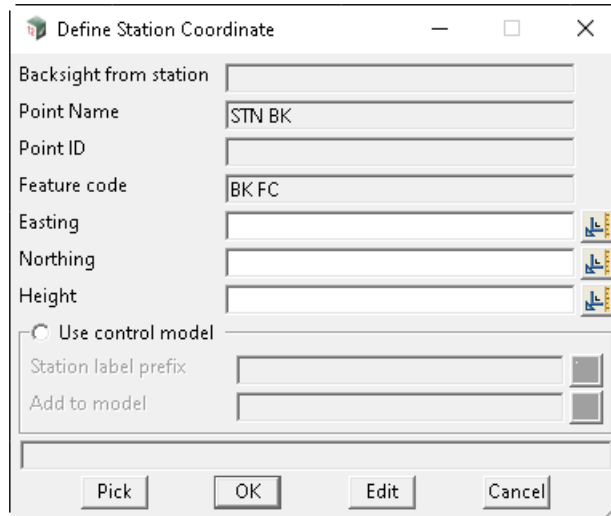 Define Station Coordinate
Backsight from station
Point Name STN BK
Point ID
Feature code BK FC
Easting
Northing
Height
Use control model
Station label prefix
Add to model
Pick OK Edit Cancel